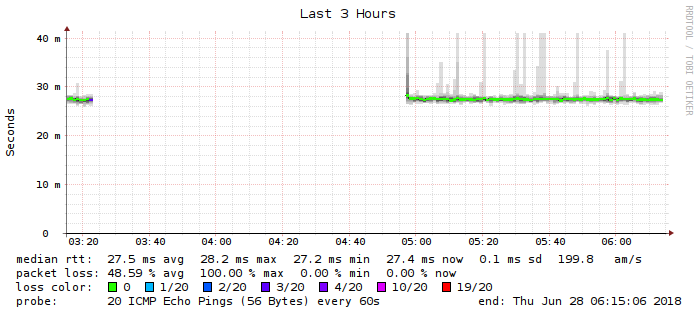 Last 3 Hours
RRDTOOL / TOBI OETIKER
Seconds
40 m
30 m
20 m
10 m
0
03:20 03:40 04:00 04:20 04:40 05:00 05:20 05:40 06:00
median rtt: 27.5 ms avg 28.2 ms max 27.2 ms min 27.4 ms now 0.1 ms sd 199.8 am/s
packet loss: 48.59 % avg 100.00 % max 0.00 % min 0.00 % now
loss color: 0 1/20 2/20 3/20 4/20 10/20 19/20
probe: 20 ICMP Echo Pings (56 Bytes) every 60s end: Thu Jun 28 06:15:06 2018